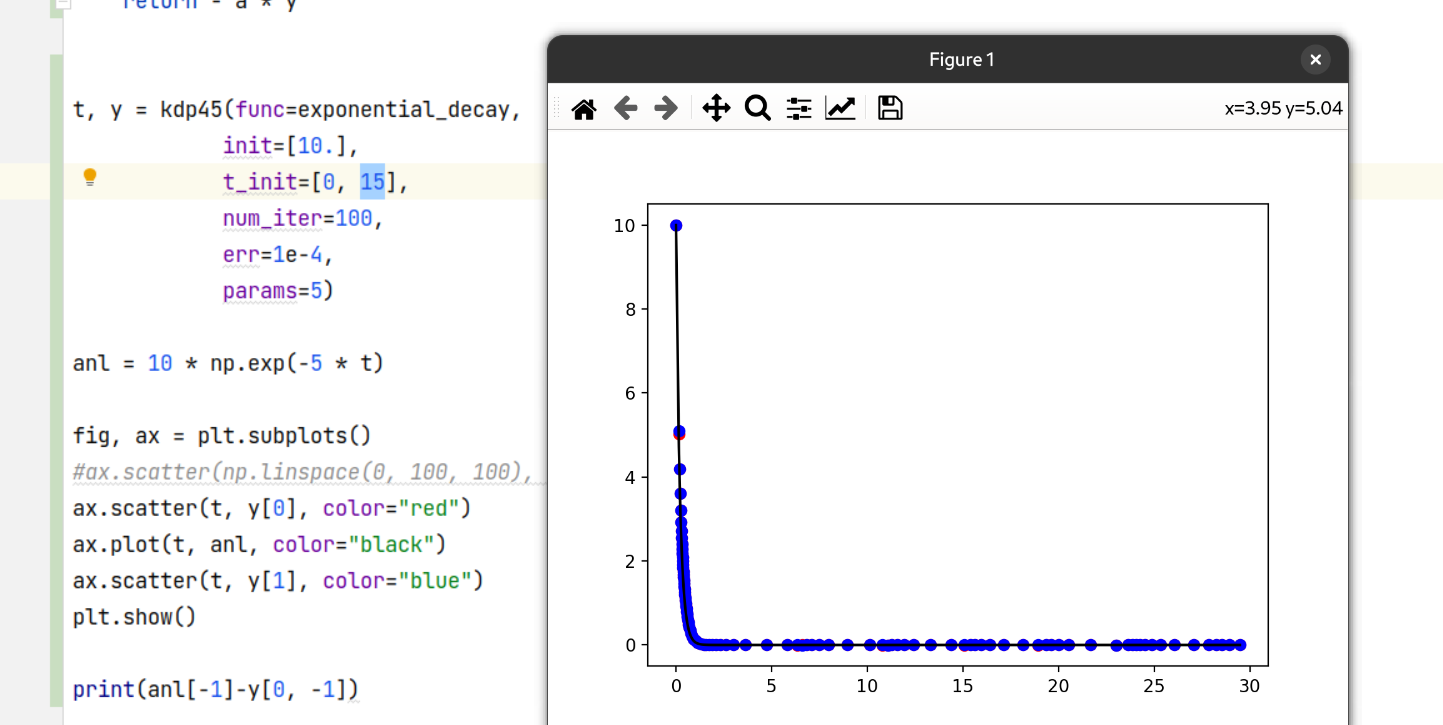 return - a * y
t, y = kdp45(func=exponential_decay,
init=[10.],
t_init=[0, 15],
num_iter=100,
err=1e-4,
params=5)
anl = 10 * np.exp(-5 * t)
fig, ax = plt.subplots()
#ax.scatter(np.linspace(0, 100, 100),
ax.scatter(t, y[0], color="red")
ax.plot(t, anl, color="black")
ax.scatter(t, y[1], color="blue")
plt.show()
print(anl[-1]-y[0, -1])
Figure 1
x=3.95 y=5.04
10
8
6
4
2
0
0 5 10 15 20 25 30